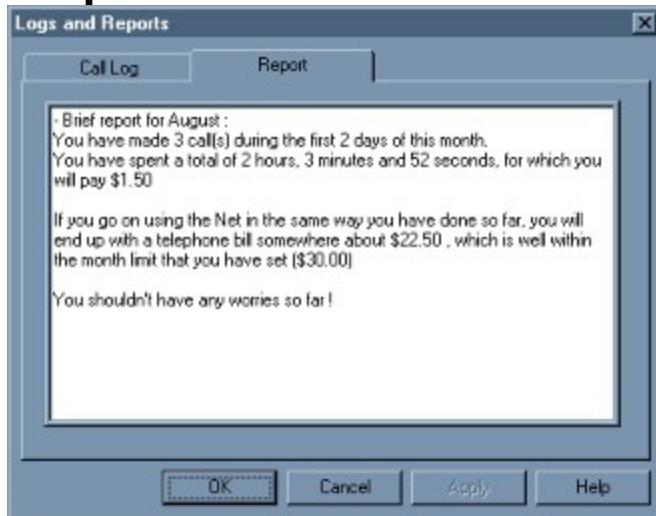 Logs and Reports
Call Log
Report
- Brief report for August :
You have made 3 call(s) during the first 2 days of this month.
You have spent a total of 2 hours, 3 minutes and 52 seconds, for which you
will pay $1.50
If you go on using the Net in the same way you have done so far, you will
end up with a telephone bill somewhere about $22.50 , which is well within
the month limit that you have set ($30.00)
You shouldn't have any worries so far !
OK
Cancel
Apply
Help